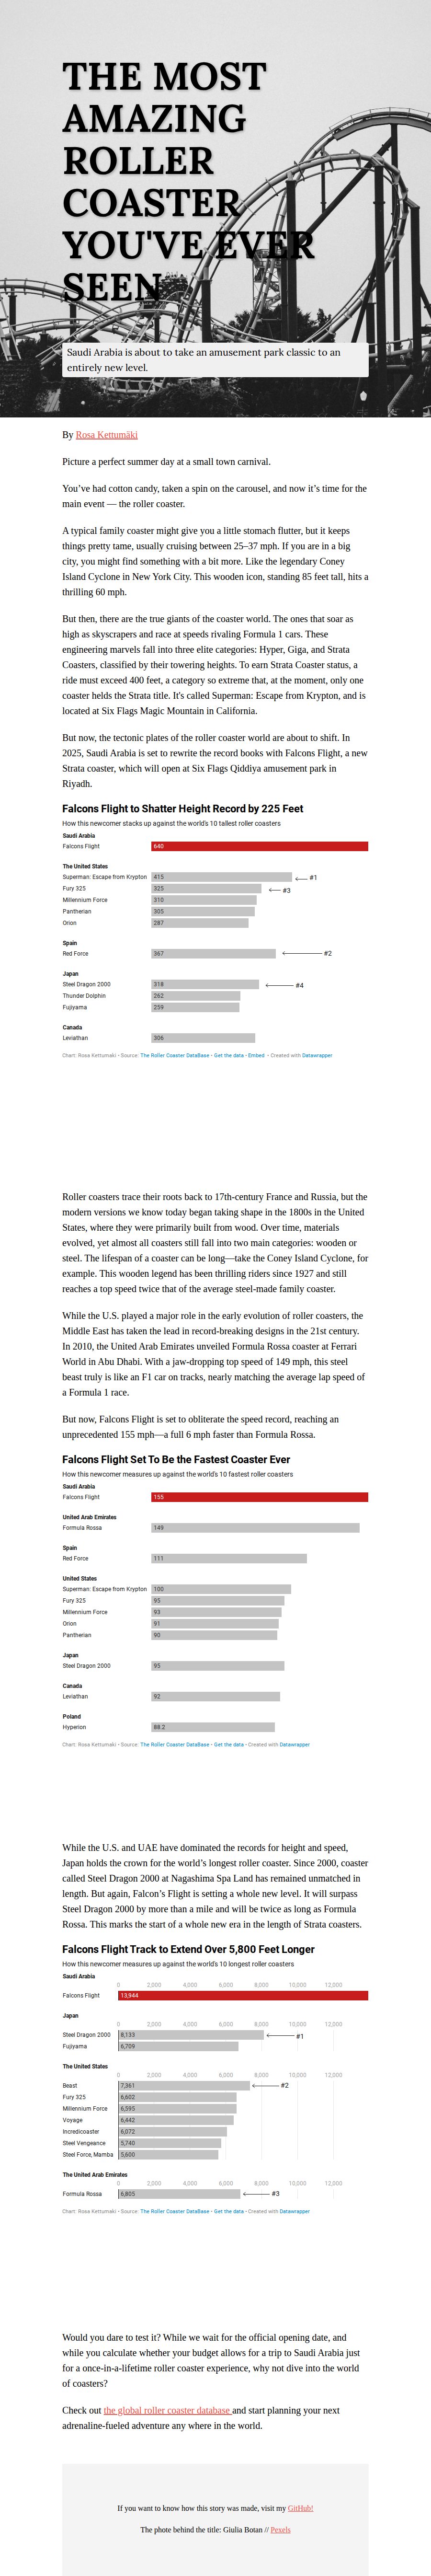 THE MOST
AMAZING
ROLLER
COASTER
YOU'VE EVER
SEEN
Saudi Arabia is about to take an amusement park classic to an
entirely new level.
By Rosa Kettumäki
Picture a perfect summer day at a small town carnival.
You've had cotton candy, taken a spin on the carousel, and now it's time for the
main event — the roller coaster.
A typical family coaster might give you a little stomach flutter, but it keeps
things pretty tame, usually cruising between 25–37 mph. If you are in a big
city, you might find something with a bit more. Like the legendary Coney
Island Cyclone in New York City. This wooden icon, standing 85 feet tall, hits a
thrilling 60 mph.
But then, there are the true giants of the coaster world. The ones that soar as
high as skyscrapers and race at speeds rivaling Formula 1 cars. These
engineering marvels fall into three elite categories: Hyper, Giga, and Strata
Coasters, classified by their towering heights. To earn Strata Coaster status, a
ride must exceed 400 feet, a category so extreme that, at the moment, only one
coaster helds the Strata title. It's called Superman: Escape from Krypton, and is
located at Six Flags Magic Mountain in California.
But now, the tectonic plates of the roller coaster world are about to shift. In
2025, Saudi Arabia is set to rewrite the record books with Falcons Flight, a new
Strata coaster, which will open at Six Flags Qiddiya amusement park in
Riyadh.
Falcons Flight to Shatter Height Record by 225 Feet
How this newcomer stacks up against the world's 10 tallest roller coasters
Saudi Arabia
Falcons Flight 640
The United States
Superman: Escape from Krypton 415 #1
Fury 325 325 #3
Millennium Force 310
Pantherian 305
Orion 287
Spain
Red Force 367 #2
Japan
Steel Dragon 2000 318 #4
Thunder Dolphin 262
Fujiyama 259
Canada
Leviathan 306
Chart: Rosa Kettumaki • Source: The Roller Coaster DataBase • Get the data • Embed • Created with Datawrapper
Roller coasters trace their roots back to 17th-century France and Russia, but the
modern versions we know today began taking shape in the 1800s in the United
States, where they were primarily built from wood. Over time, materials
evolved, yet almost all coasters still fall into two main categories: wooden or
steel. The lifespan of a coaster can be long—take the Coney Island Cyclone, for
example. This wooden legend has been thrilling riders since 1927 and still
reaches a top speed twice that of the average steel-made family coaster.
While the U.S. played a major role in the early evolution of roller coasters, the
Middle East has taken the lead in record-breaking designs in the 21st century.
In 2010, the United Arab Emirates unveiled Formula Rossa coaster at Ferrari
World in Abu Dhabi. With a jaw-dropping top speed of 149 mph, this steel
beast truly is like an F1 car on tracks, nearly matching the average lap speed of
a Formula 1 race.
But now, Falcons Flight is set to obliterate the speed record, reaching an
unprecedented 155 mph—a full 6 mph faster than Formula Rossa.
Falcons Flight Set To Be the Fastest Coaster Ever
How this newcomer measures up against the world's 10 fastest roller coasters
Saudi Arabia
Falcons Flight 155
United Arab Emirates
Formula Rossa 149
Spain
Red Force 111
United States
Superman: Escape from Krypton 100
Fury 325 95
Millennium Force 93
Orion 91
Pantherian 90
Japan
Steel Dragon 2000 95
Canada
Leviathan 92
Poland
Hyperion 88.2
Chart: Rosa Kettumaki • Source: The Roller Coaster DataBase • Get the data • Created with Datawrapper
While the U.S. and UAE have dominated the records for height and speed,
Japan holds the crown for the world's longest roller coaster. Since 2000, coaster
called Steel Dragon 2000 at Nagashima Spa Land has remained unmatched in
length. But again, Falcon's Flight is setting a whole new level. It will surpass
Steel Dragon 2000 by more than a mile and will be twice as long as Formula
Rossa. This marks the start of a whole new era in the length of Strata coasters.
Falcons Flight Track to Extend Over 5,800 Feet Longer
How this newcomer measures up against the world's 10 longest roller coasters
Saudi Arabia
0 2,000 4,000 6,000 8,000 10,000 12,000
Falcons Flight 13,944
Japan
0 2,000 4,000 6,000 8,000 10,000 12,000
Steel Dragon 2000 8,133 #1
Fujiyama 6,709
The United States
0 2,000 4,000 6,000 8,000 10,000 12,000
Beast 7,361 #2
Fury 325 6,602
Millennium Force 6,595
Voyage 6,442
Incredicoaster 6,072
Steel Vengeance 5,740
Steel Force, Mamba 5,600
The United Arab Emirates
0 2,000 4,000 6,000 8,000 10,000 12,000
Formula Rossa 6,805 #3
Chart: Rosa Kettumaki • Source: The Roller Coaster DataBase • Get the data • Created with Datawrapper
Would you dare to test it? While we wait for the official opening date, and
while you calculate whether your budget allows for a trip to Saudi Arabia just
for a once-in-a-lifetime roller coaster experience, why not dive into the world
of coasters?
Check out the global roller coaster database and start planning your next
adrenaline-fueled adventure any where in the world.
If you want to know how this story was made, visit my GitHub!
The photo behind the title: Giulia Botan // Pexels